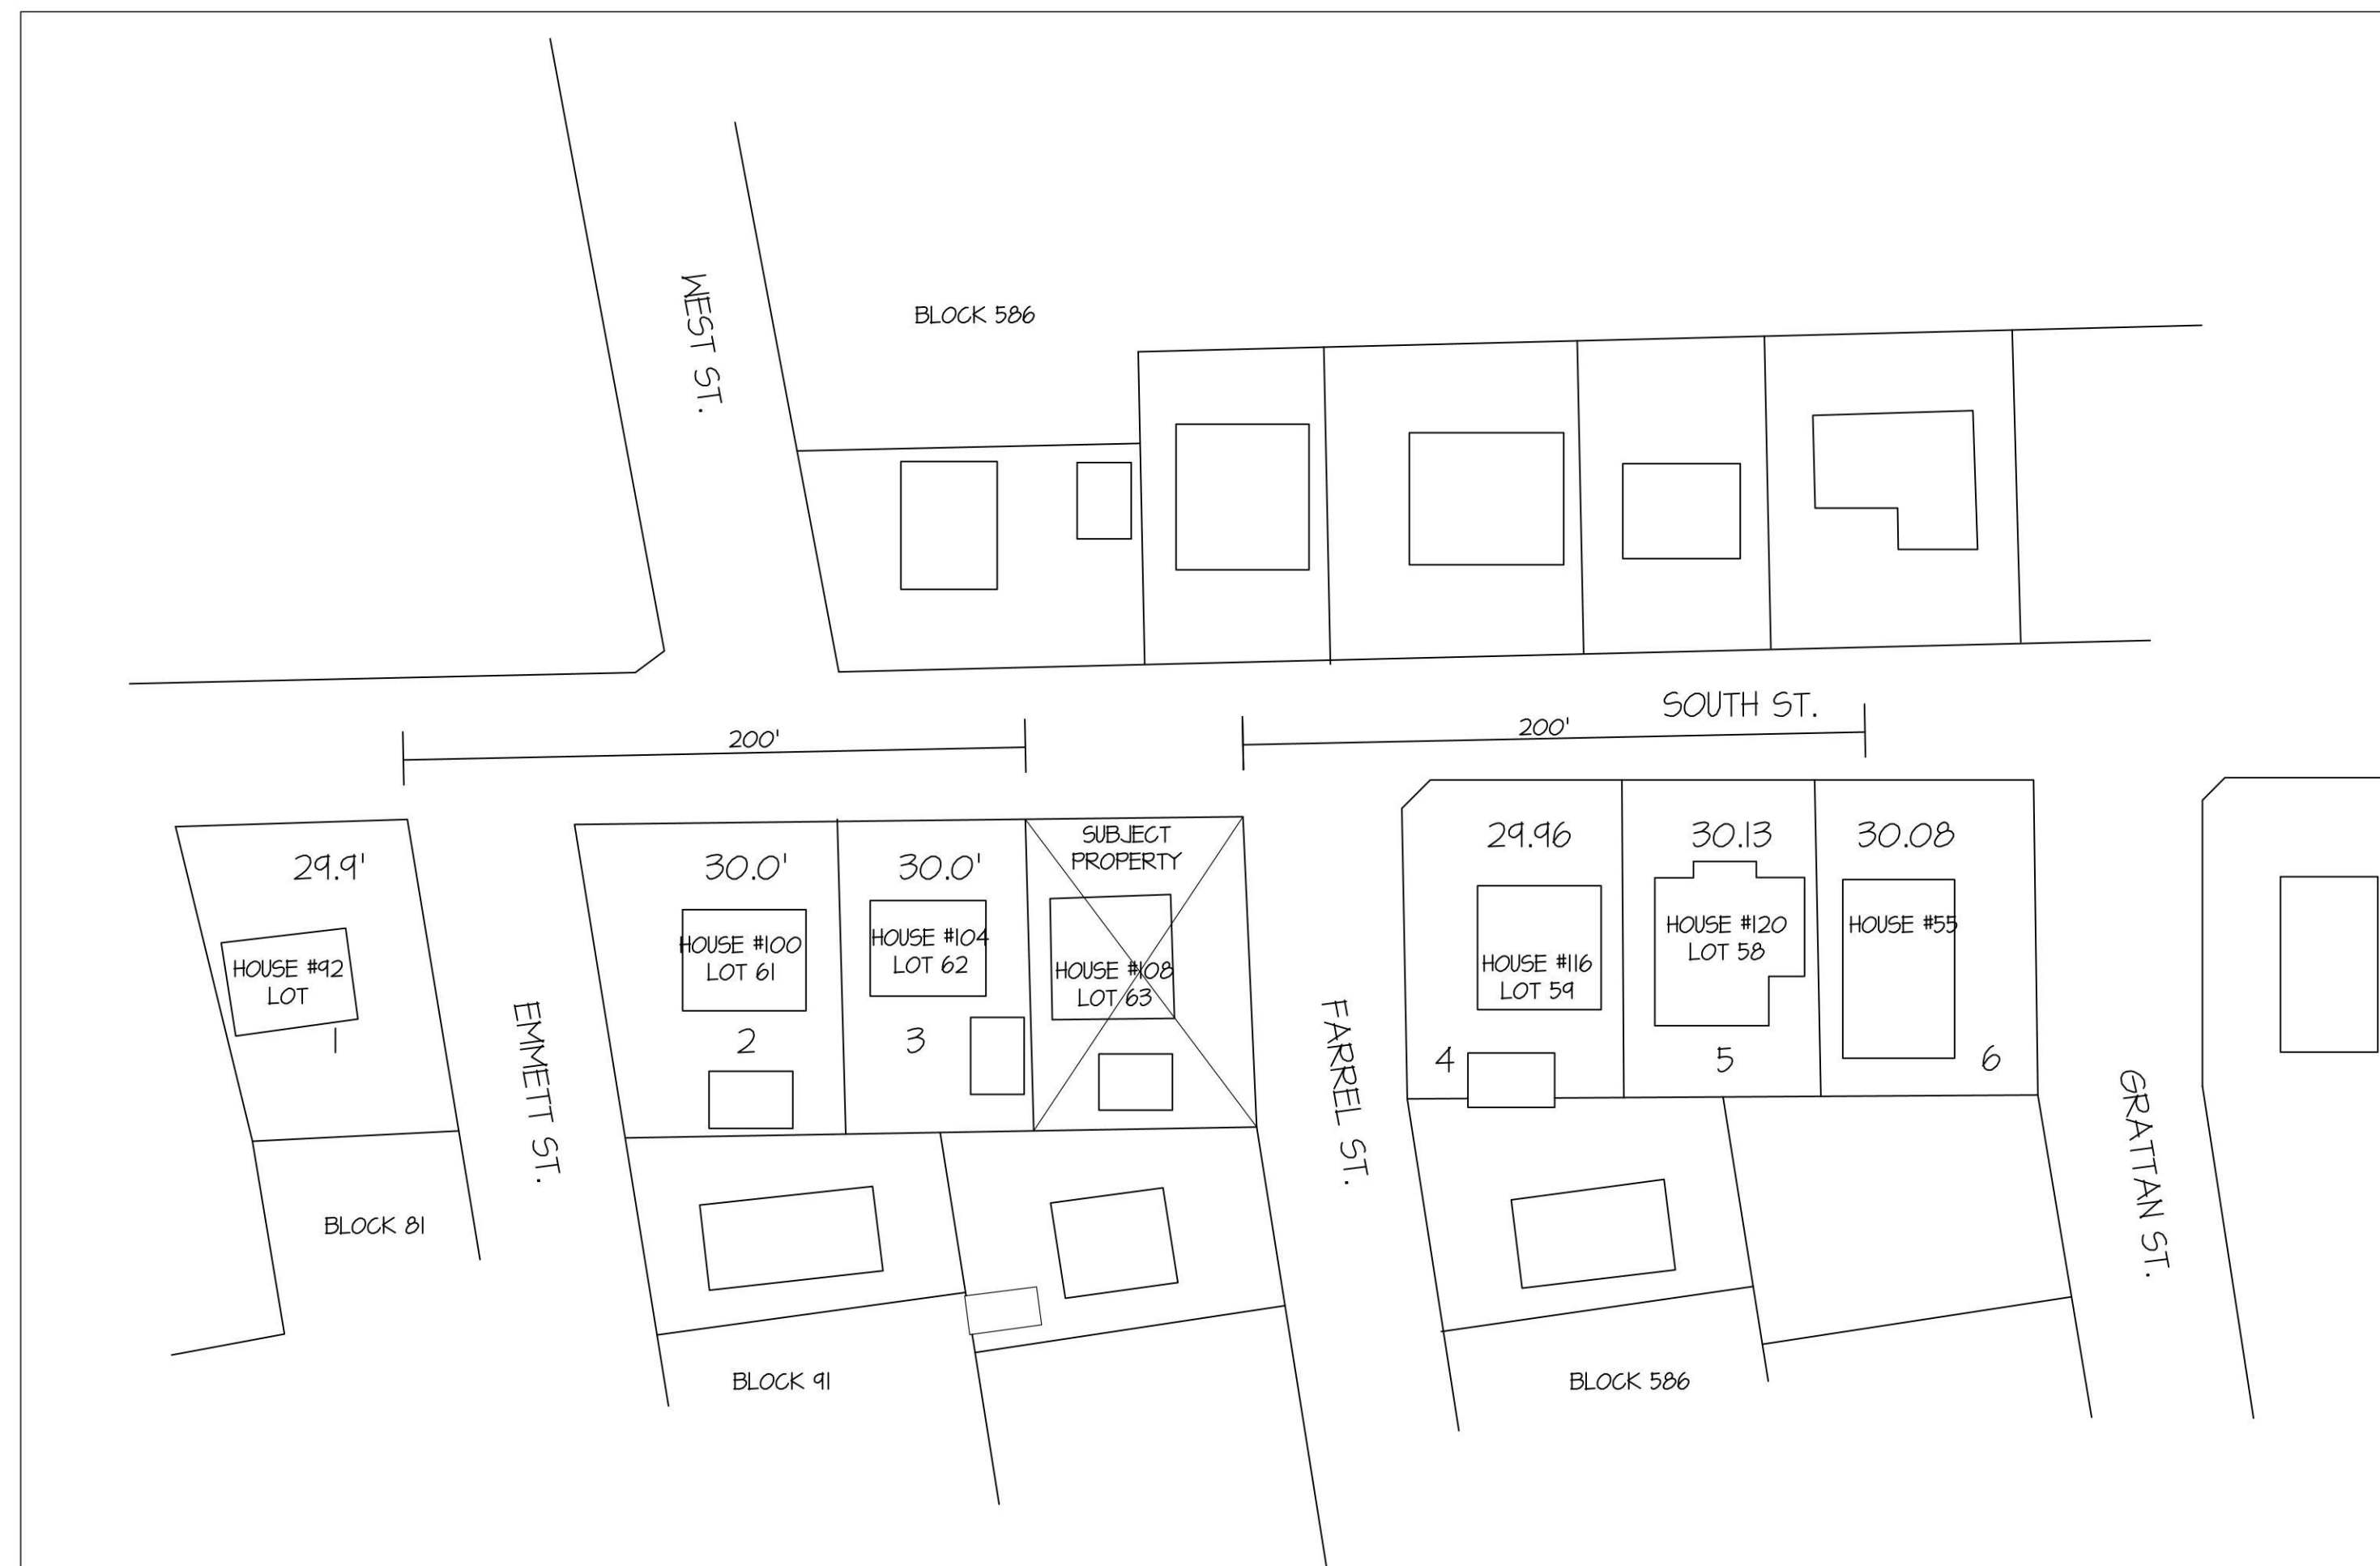 WEST ST.
BLOCK 586
SOUTH ST.
200'
200'
29.9'
HOUSE #92
LOT
1
BLOCK 81
EMMETT ST.
30.0'
HOUSE #100
LOT 61
2
30.0'
HOUSE #104
LOT 62
3
SUBJECT
PROPERTY
HOUSE #108
LOT 63
BLOCK 91
FARREL ST.
29.96
HOUSE #116
LOT 59
4
30.13
HOUSE #120
LOT 58
5
30.08
HOUSE #55
6
BLOCK 586
GRATTAN ST.